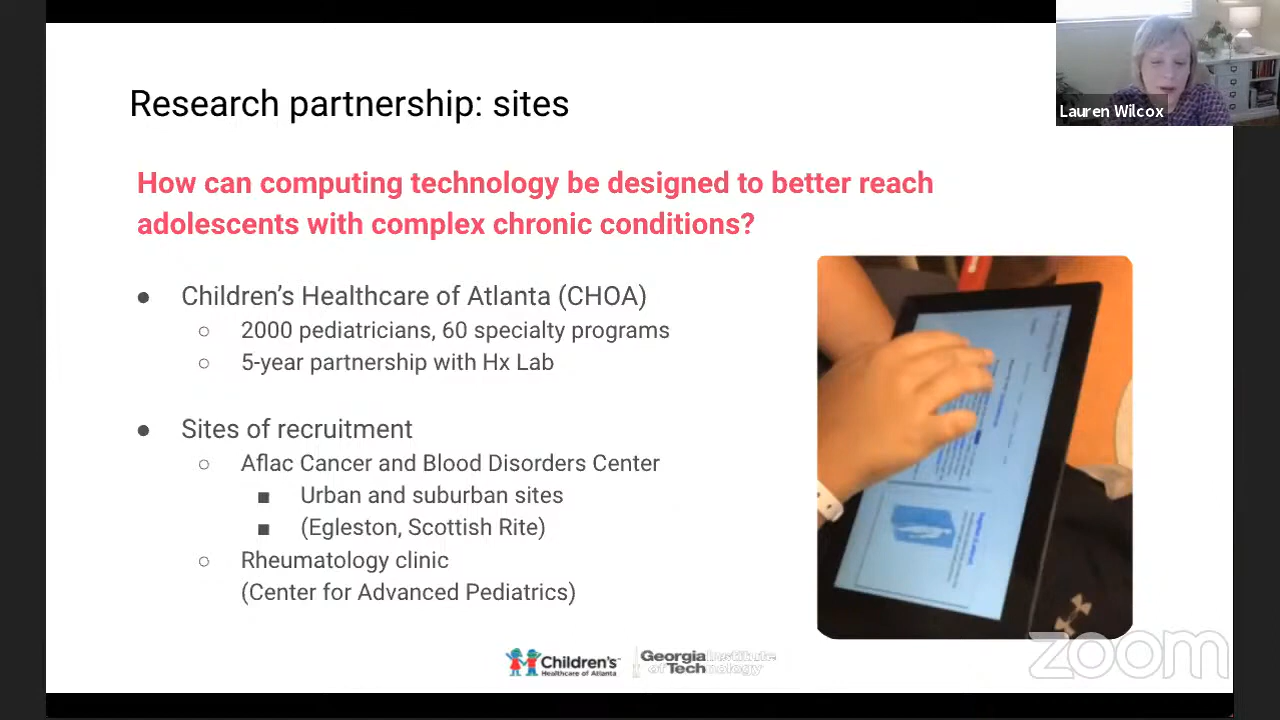 Research partnership: sites
Lauren Wilcox
How can computing technology be designed to better reach
adolescents with complex chronic conditions?
● Children’s Healthcare of Atlanta (CHOA)
○ 2000 pediatricians, 60 specialty programs
○ 5-year partnership with Hx Lab
● Sites of recruitment
○ Aflac Cancer and Blood Disorders Center
■ Urban and suburban sites
■ (Egleston, Scottish Rite)
○ Rheumatology clinic
(Center for Advanced Pediatrics)
Children's
Healthcare of Atlanta
Georgia Institute
of Technology
zoom